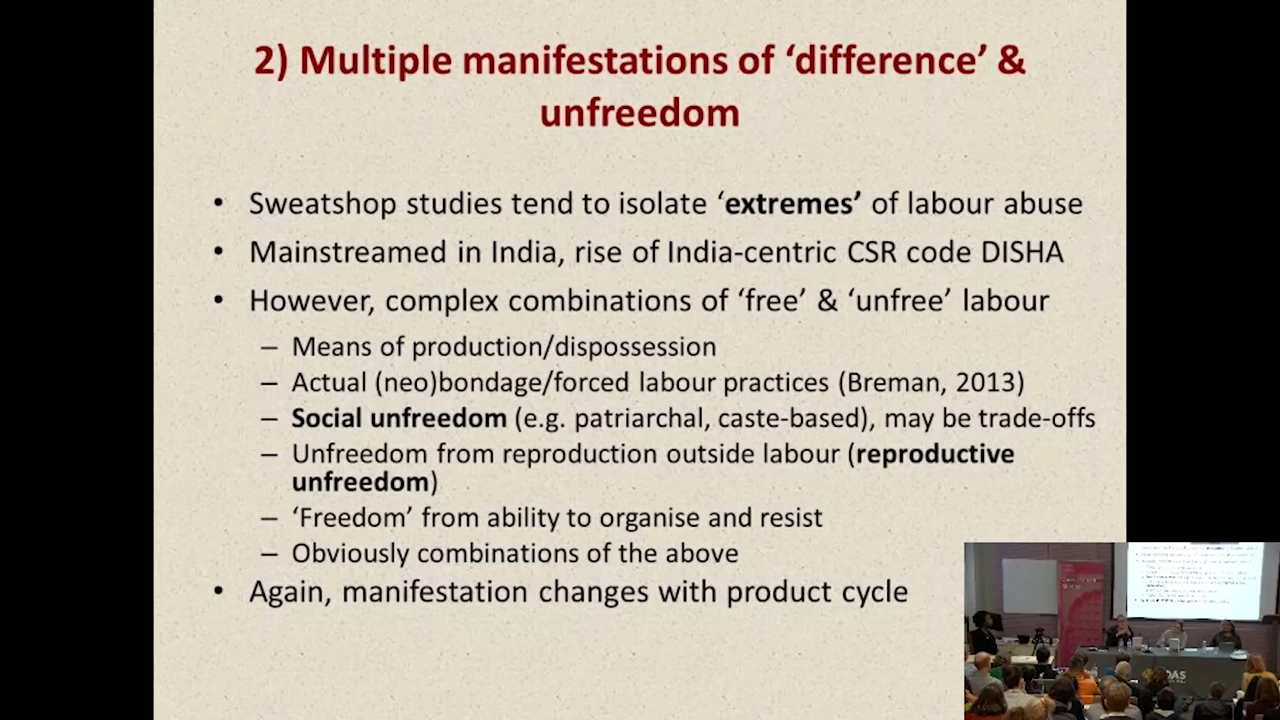 2) Multiple manifestations of ‘difference’ &
unfreedom
• Sweatshop studies tend to isolate ‘extremes’ of labour abuse
• Mainstreamed in India, rise of India-centric CSR code DISHA
• However, complex combinations of ‘free’ & ‘unfree’ labour
– Means of production/dispossession
– Actual (neo)bondage/forced labour practices (Breman, 2013)
– Social unfreedom (e.g. patriarchal, caste-based), may be trade-offs
– Unfreedom from reproduction outside labour (reproductive
unfreedom)
– ‘Freedom’ from ability to organise and resist
– Obviously combinations of the above
• Again, manifestation changes with product cycle